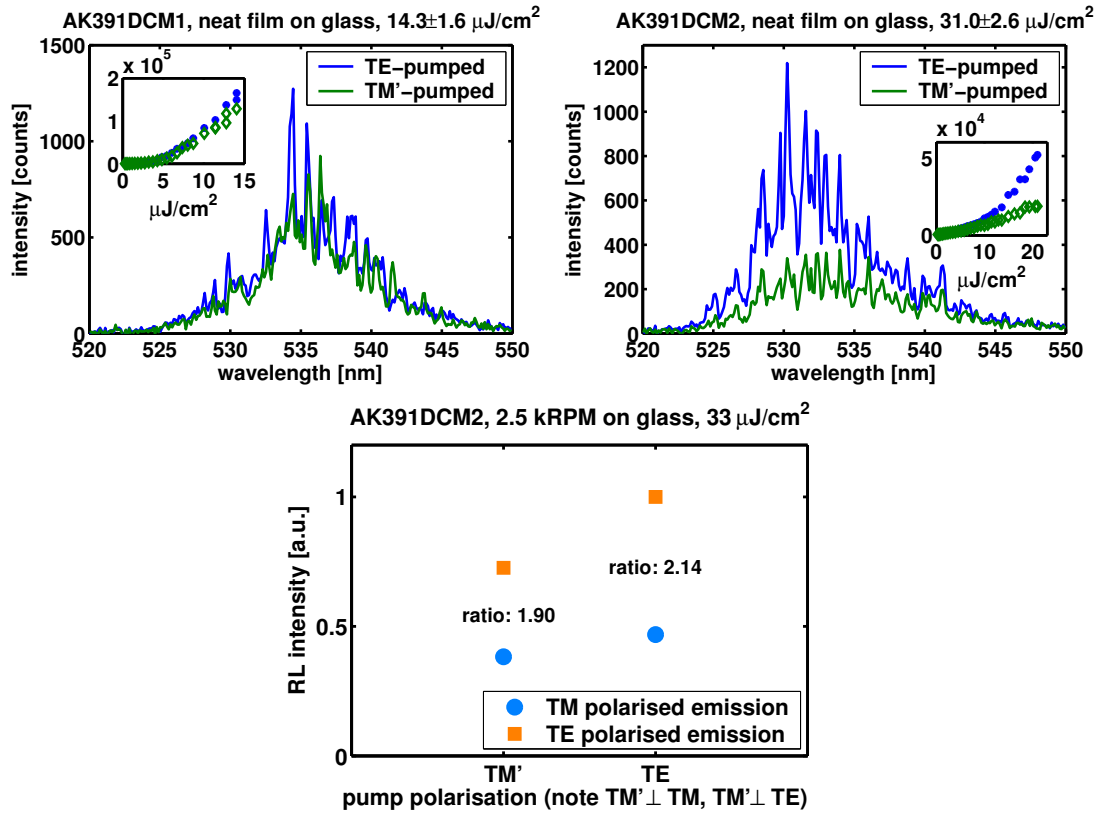 AK391DCM1, neat film on glass, 14.3±1.6 μJ/cm²
intensity [counts]
1500
1000
500
0
520 525 530 535 540 545 550
wavelength [nm]
TE−pumped
TM'−pumped
x 10⁵
2
1
0
0 5 10 15
μJ/cm²
AK391DCM2, neat film on glass, 31.0±2.6 μJ/cm²
intensity [counts]
1200
1000
800
600
400
200
0
520 525 530 535 540 545 550
wavelength [nm]
TE−pumped
TM'−pumped
x 10⁴
5
0
0 10 20
μJ/cm²
AK391DCM2, 2.5 kRPM on glass, 33 μJ/cm²
RL intensity [a.u.]
1
0.5
0
ratio: 2.14
ratio: 1.90
TM polarised emission
TE polarised emission
TM' TE
pump polarisation (note TM'⊥ TM, TM'⊥ TE)